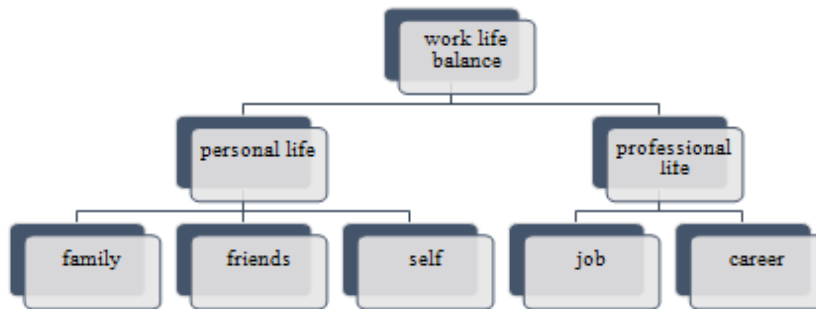 work life
balance
personal life
professional
life
family
friends
self
job
career